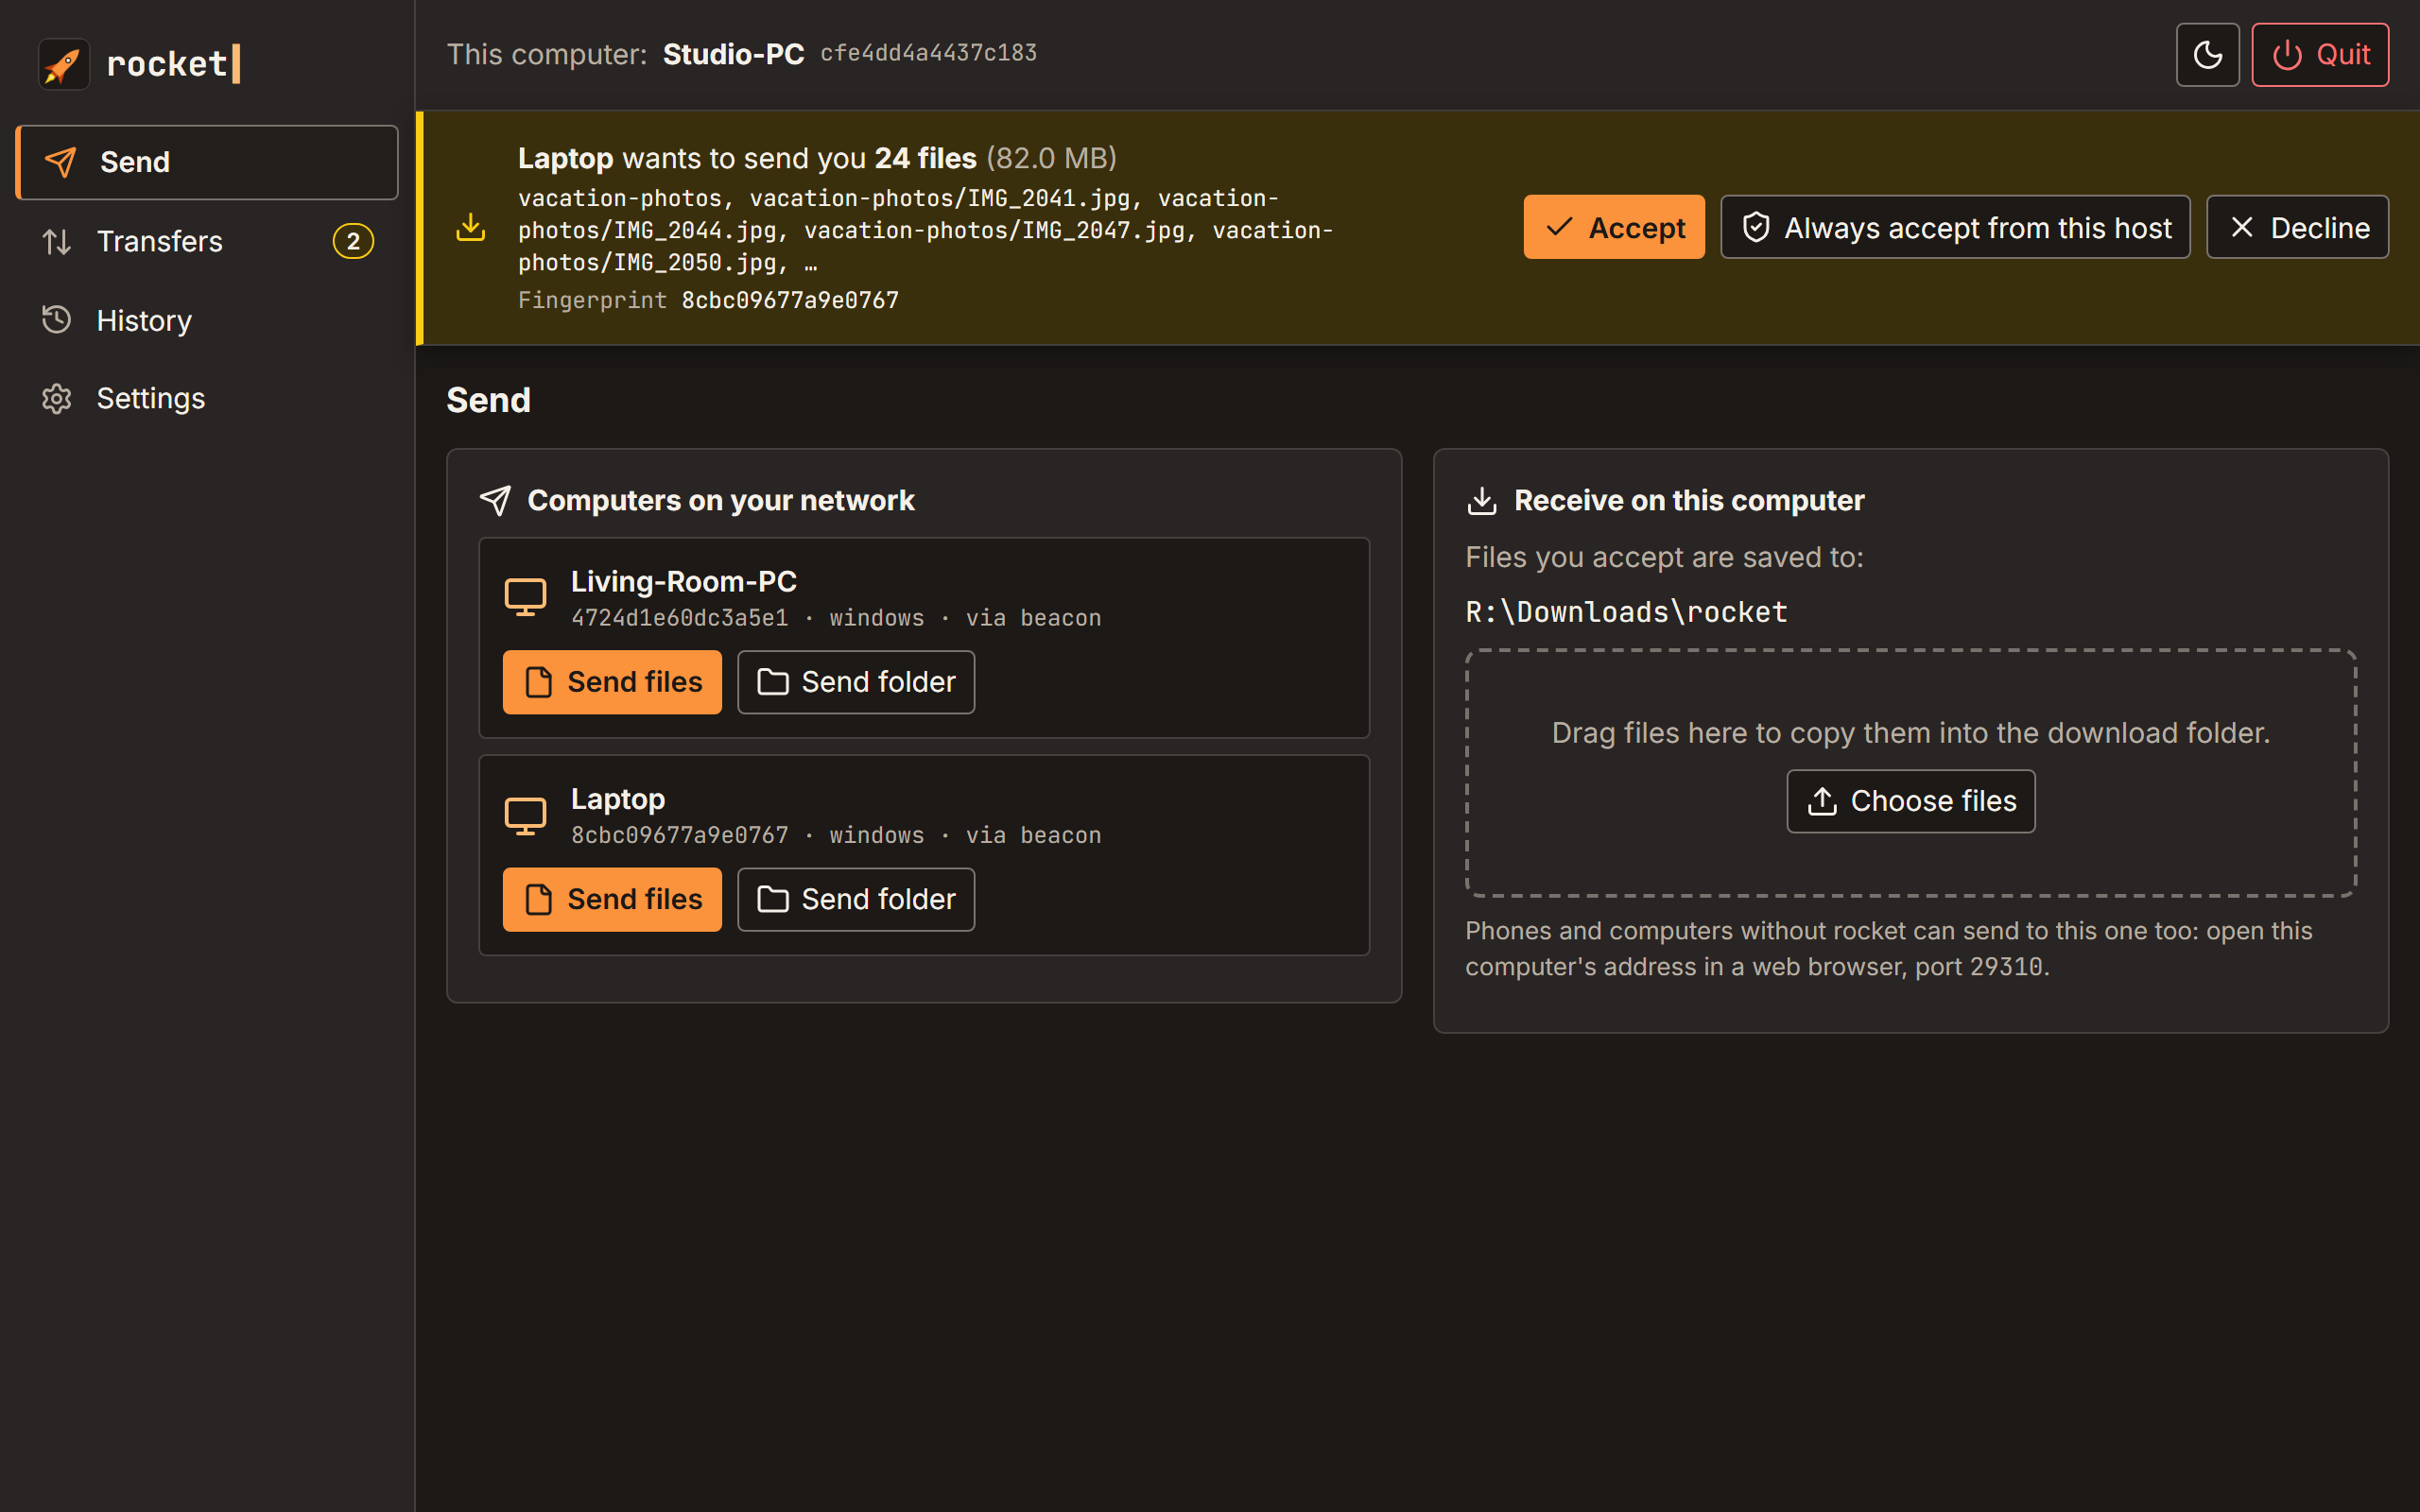 rocket
Send
Transfers
2
History
Settings
This computer: Studio-PC cfe4dd4a4437c183
Quit
Laptop wants to send you 24 files (82.0 MB)
vacation-photos, vacation-photos/IMG_2041.jpg, vacation-
photos/IMG_2044.jpg, vacation-photos/IMG_2047.jpg, vacation-
photos/IMG_2050.jpg, …
Fingerprint 8cbc09677a9e0767
Accept
Always accept from this host
Decline
Send
Computers on your network
Living-Room-PC
4724d1e60dc3a5e1 · windows · via beacon
Send files
Send folder
Laptop
8cbc09677a9e0767 · windows · via beacon
Send files
Send folder
Receive on this computer
Files you accept are saved to:
R:\Downloads\rocket
Drag files here to copy them into the download folder.
Choose files
Phones and computers without rocket can send to this one too: open this
computer's address in a web browser, port 29310.